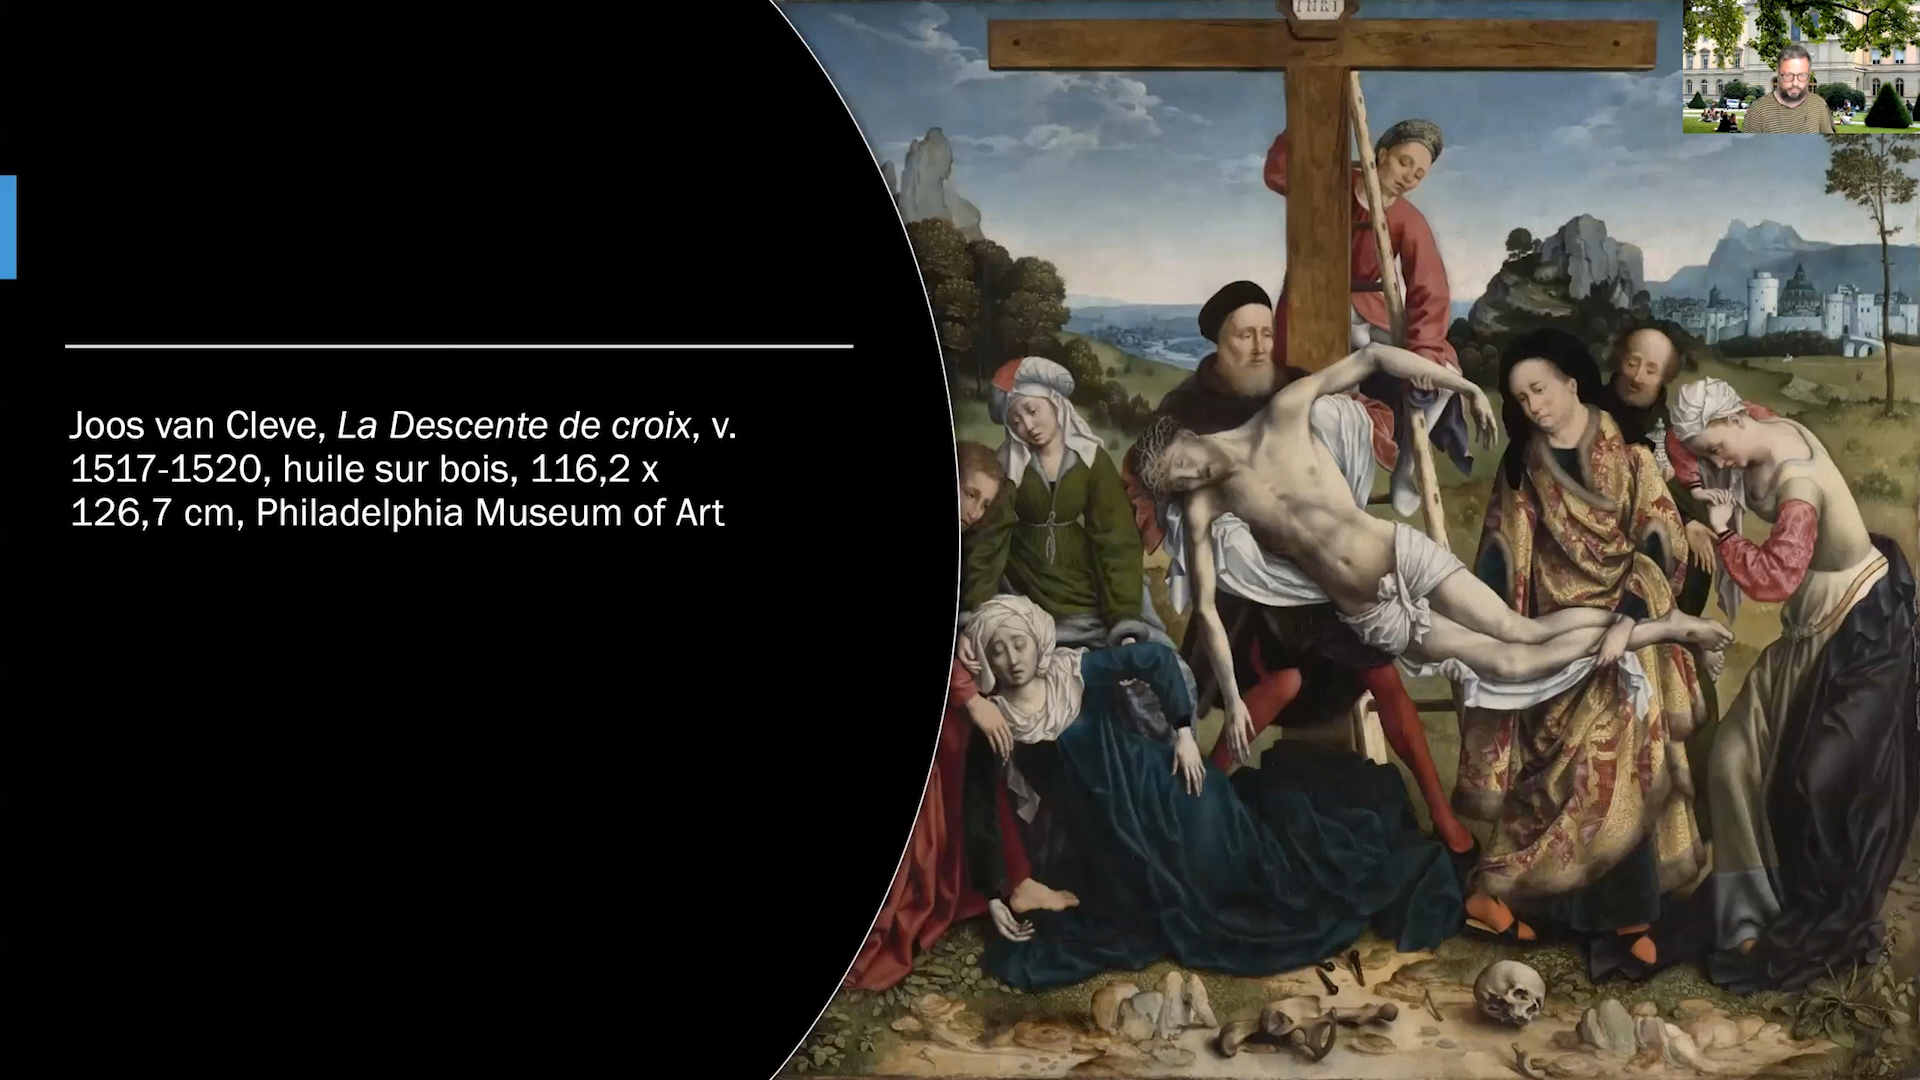 INRI
Joos van Cleve, La Descente de croix, v.
1517-1520, huile sur bois, 116,2 x
126,7 cm, Philadelphia Museum of Art